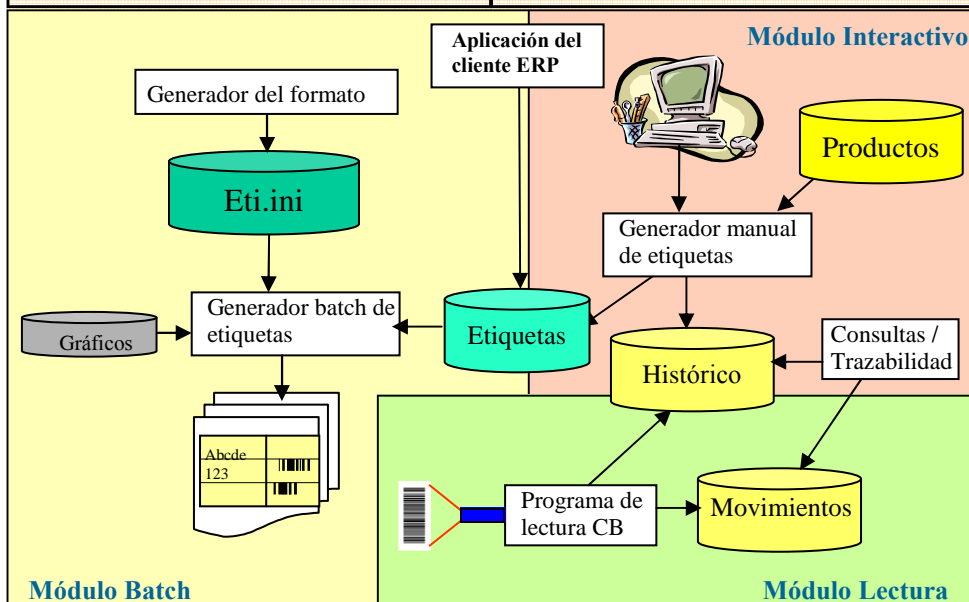 Aplicación del
cliente ERP
Módulo Interactivo
Generador del formato
Productos
Eti.ini
Generador manual
de etiquetas
Generador batch de
etiquetas
Etiquetas
Gráficos
Consultas /
Trazabilidad
Histórico
Abcde
123
Programa de
lectura CB
Movimientos
Módulo Batch
Módulo Lectura